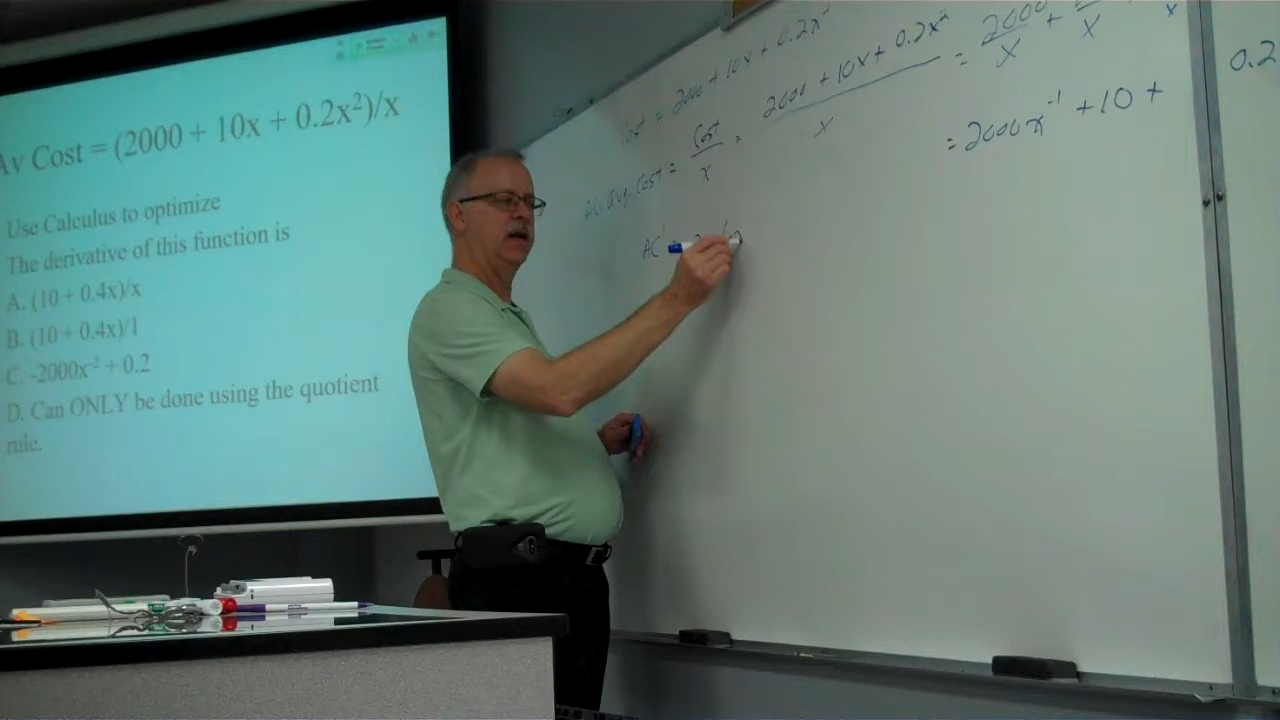 Av Cost = (2000 + 10x + 0.2x²)/x
Use Calculus to optimize
The derivative of this function is
A. (10 + 0.4x)/x
B. (10 + 0.4x)/1
C. -2000x⁻² + 0.2
D. Can ONLY be done using the quotient
rule.
Cost = 2000 + 10x + 0.2x²
Avg. Cost = Cost/x = (2000 + 10x + 0.2x²)/x = 2000/x +
= 2000x⁻¹ + 10 +
0.2
AC' =